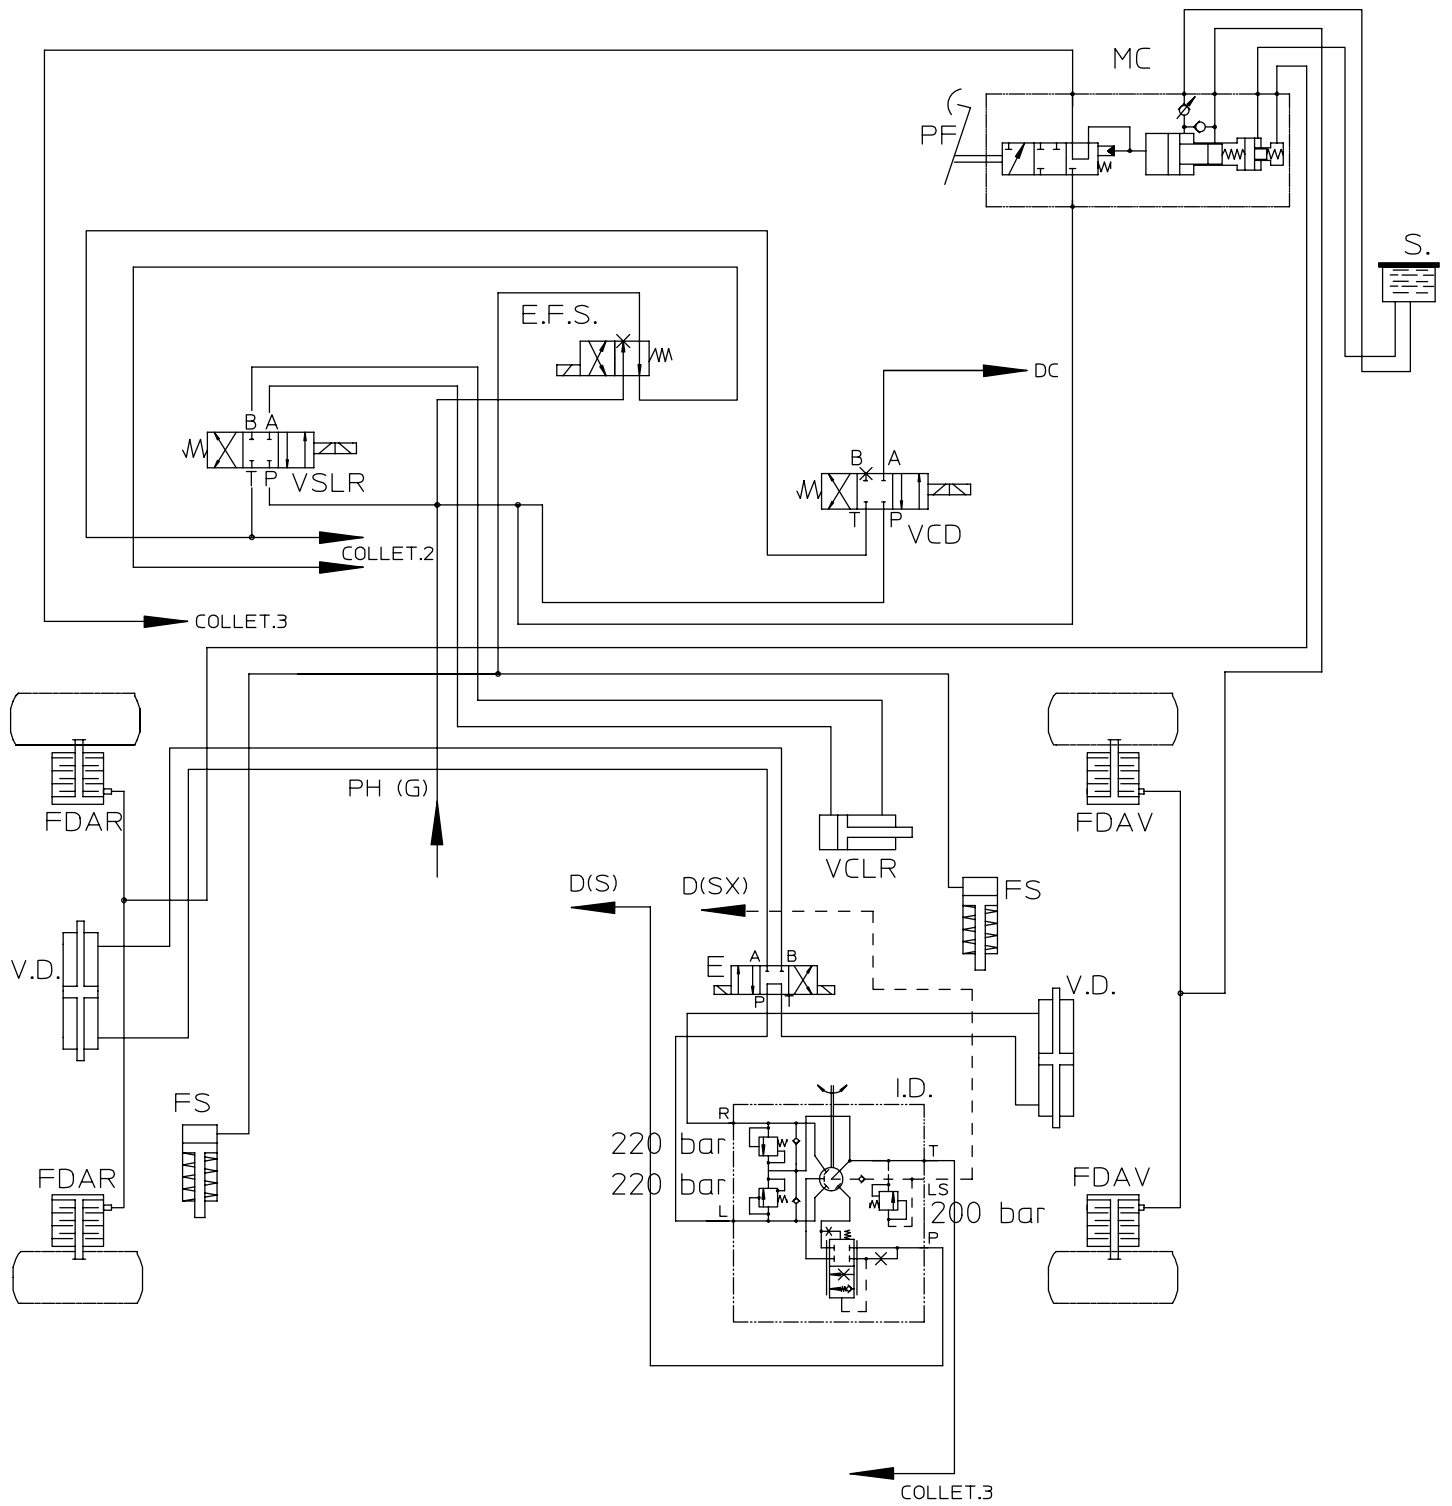 MC
PF
S.
E.F.S.
DC
B A
T P
VSLR
B A
T P
VCD
COLLET.2
COLLET.3
PH (G)
FDAR
FDAV
VCLR
D(S)
D(SX)
FS
V.D.
A B
E
P T
V.D.
I.D.
FS
R
220 bar
T
220 bar
LS
L
200 bar
P
FDAR
FDAV
COLLET.3